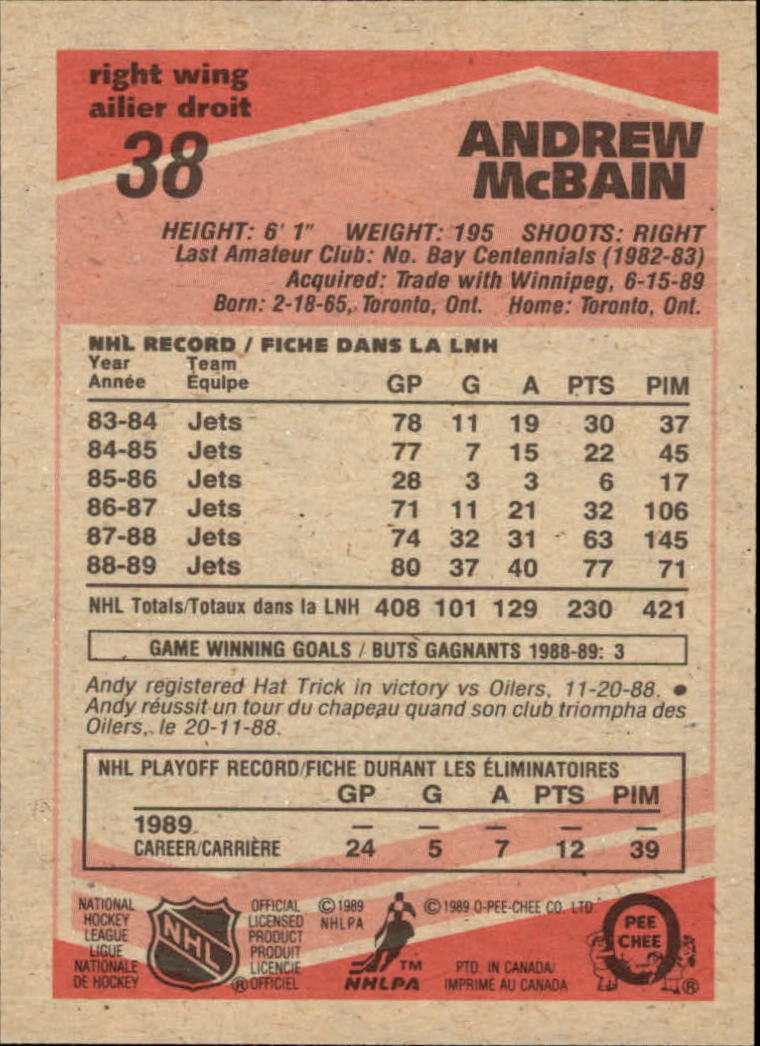 right wing
ailier droit
38
ANDREW
McBAIN
HEIGHT: 6' 1" WEIGHT: 195 SHOOTS: RIGHT
Last Amateur Club: No. Bay Centennials (1982-83)
Acquired: Trade with Winnipeg, 6-15-89
Born: 2-18-65, Toronto, Ont. Home: Toronto, Ont.
NHL RECORD / FICHE DANS LA LNH
Year Team
Année Équipe GP G A PTS PIM
83-84 Jets 78 11 19 30 37
84-85 Jets 77 7 15 22 45
85-86 Jets 28 3 3 6 17
86-87 Jets 71 11 21 32 106
87-88 Jets 74 32 31 63 145
88-89 Jets 80 37 40 77 71
NHL Totals/Totaux dans la LNH 408 101 129 230 421
GAME WINNING GOALS / BUTS GAGNANTS 1988-89: 3
Andy registered Hat Trick in victory vs Oilers, 11-20-88. ●
Andy réussit un tour du chapeau quand son club triompha des
Oilers, le 20-11-88.
NHL PLAYOFF RECORD/FICHE DURANT LES ÉLIMINATOIRES
GP G A PTS PIM
1989 — — — — —
CAREER/CARRIÈRE 24 5 7 12 39
NATIONAL
HOCKEY
LEAGUE
LIGUE
NATIONALE
DE HOCKEY
NHL
OFFICIAL
LICENSED
PRODUCT
PRODUIT
LICENCIE
® OFFICIEL
© 1989
NHLPA
TM
NHLPA
© 1989 O-PEE-CHEE CO. LTD.
PTD. IN CANADA/
IMPRIME AU CANADA
O
PEE
CHEE
®